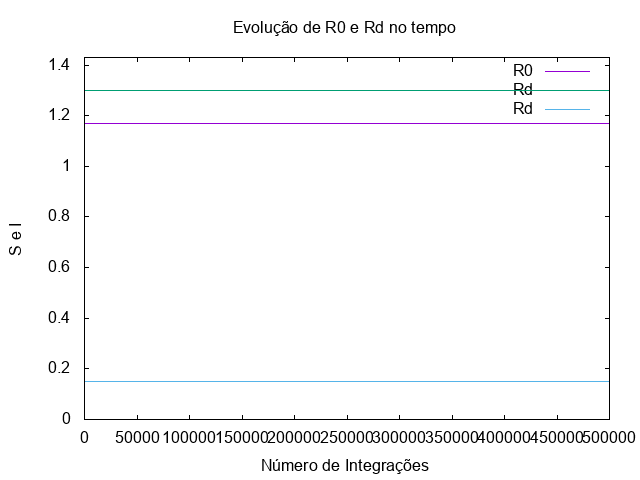 Evolução de R0 e Rd no tempo
1.4
1.2
1
0.8
0.6
0.4
0.2
0
R0
Rd
Rd
S e I
0 50000 100000 150000 200000 250000 300000 350000 400000 450000 500000
Número de Integrações